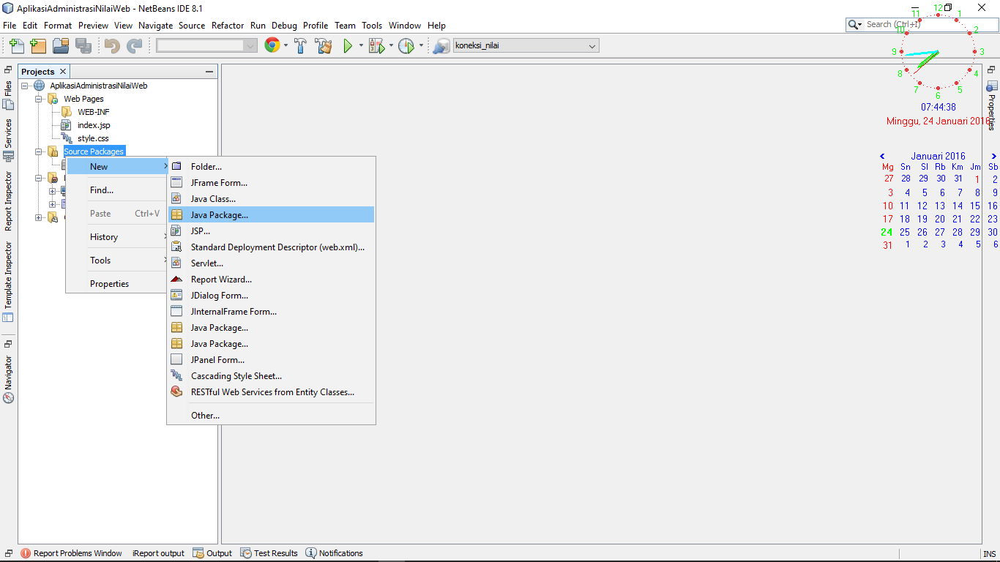 AplikasiAdministrasiNilaiWeb - NetBeans IDE 8.1
File Edit Format Preview View Navigate Source Refactor Run Debug Profile Team Tools Window Help
Search (Ctrl+I)
koneksi_nilai
12
1
2
3
4
5
6
7
8
9
10
11
07:44:38
Minggu, 24 Januari 2016
Januari 2016
Mg Sn Sl Rb Km Jm Sb
27 28 29 30 31 1 2
3 4 5 6 7 8 9
10 11 12 13 14 15 16
17 18 19 20 21 22 23
24 25 26 27 28 29 30
31 1 2 3 4 5 6
Properties
Files
Services
Report Inspector
Template Inspector
Navigator
Projects
AplikasiAdministrasiNilaiWeb
Web Pages
WEB-INF
index.jsp
style.css
Source Packages
New
Find...
Paste Ctrl+V
History
Tools
Properties
Folder...
JFrame Form...
Java Class...
Java Package...
JSP...
Standard Deployment Descriptor (web.xml)...
Servlet...
Report Wizard...
JDialog Form...
JInternalFrame Form...
Java Package...
Java Package...
JPanel Form...
Cascading Style Sheet...
RESTful Web Services from Entity Classes...
Other...
Report Problems Window iReport output Output Test Results Notifications
INS